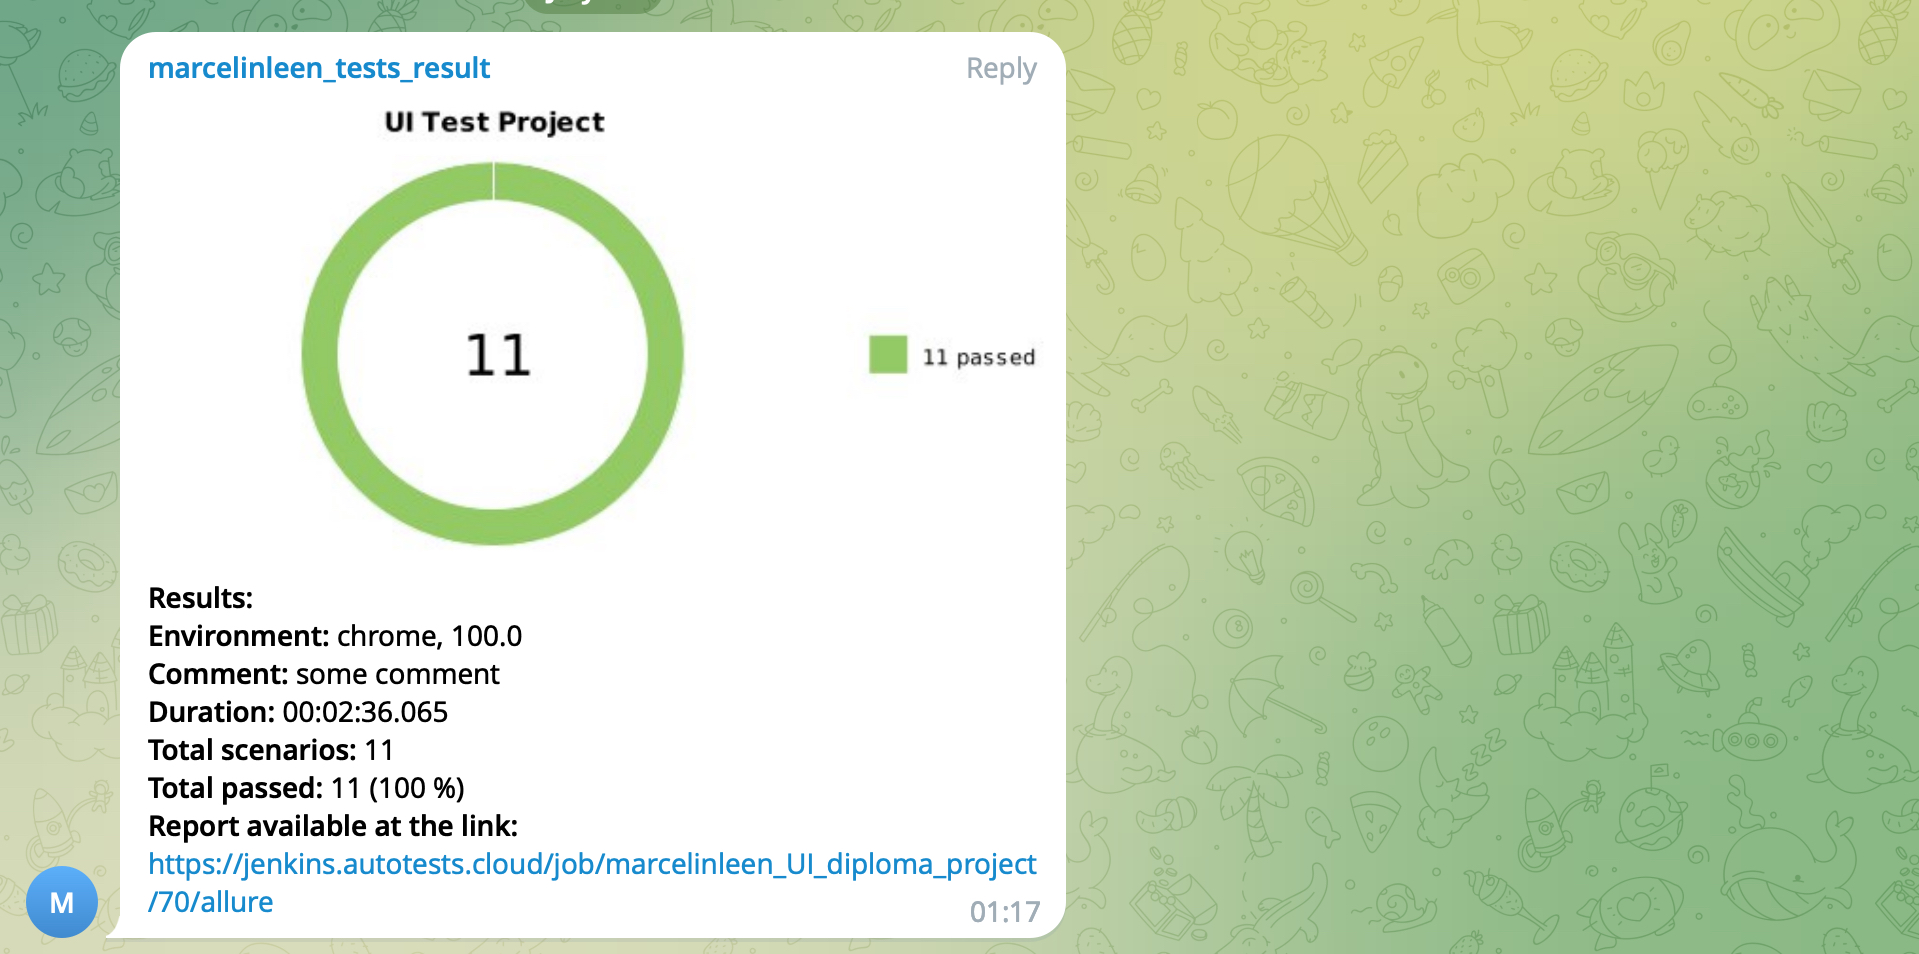 marcelinleen_tests_result
Reply
UI Test Project
11
11 passed
Results:
Environment: chrome, 100.0
Comment: some comment
Duration: 00:02:36.065
Total scenarios: 11
Total passed: 11 (100 %)
Report available at the link:
https://jenkins.autotests.cloud/job/marcelinleen_UI_diploma_project
/70/allure
01:17
M